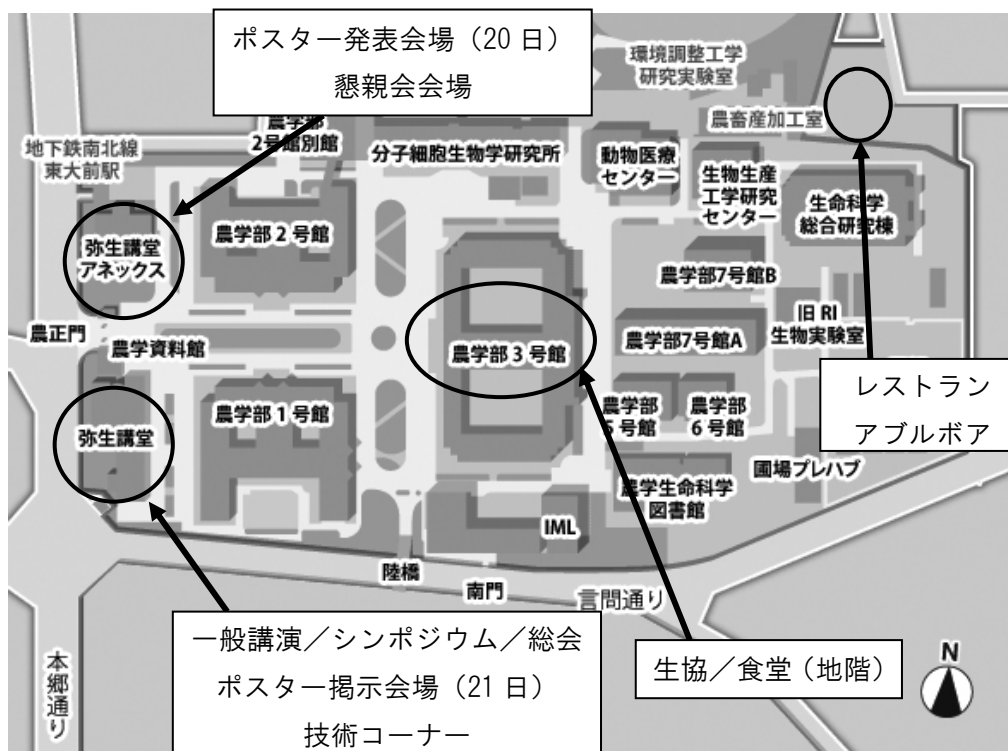 ポスター発表会場（20 日）
懇親会会場
環境調整工学
研究実験室
農畜産加工室
地下鉄南北線
東大前駅
農学部
2号館別館
分子細胞生物学研究所
動物医療
センター
生物生産
工学研究
センター
生命科学
総合研究棟
弥生講堂
アネックス
農学部 2 号館
農学部7号館B
旧 RI
生物実験室
農正門
農学資料館
農学部 3 号館
農学部7号館A
レストラン
アブルボア
農学部
5 号館
農学部
6 号館
弥生講堂
農学部 1 号館
圃場プレハブ
農学生命科学
図書館
IML
陸橋
南門
言問通り
本郷通り
一般講演／シンポジウム／総会
ポスター掲示会場（21 日）
技術コーナー
生協／食堂（地階）
N